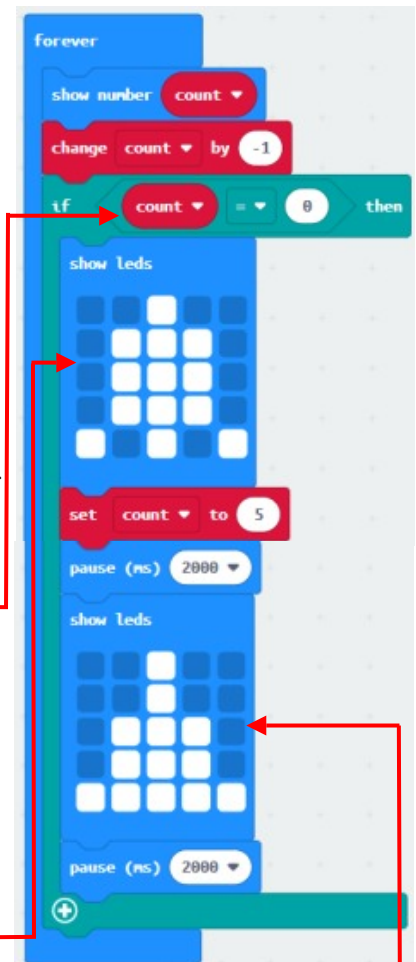 forever
show number count
change count by -1
if count = 0 then
show leds
set count to 5
pause (ms) 2000
show leds
pause (ms) 2000